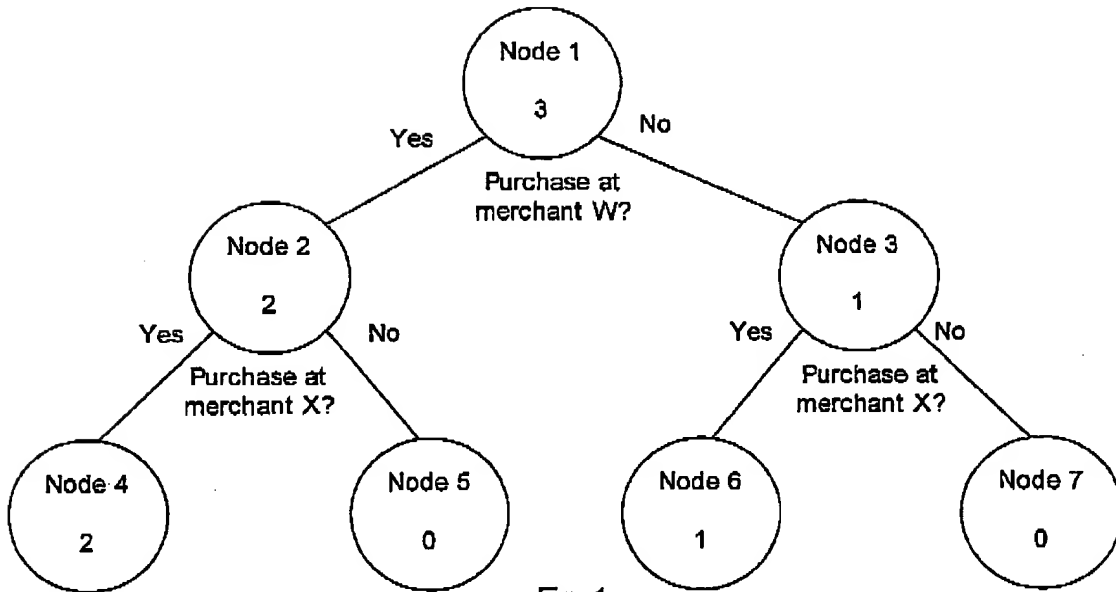 Node 1
3
Yes
No
Purchase at
merchant W?
Node 2
2
Node 3
1
Yes
No
Yes
No
Purchase at
merchant X?
Purchase at
merchant X?
Node 4
2
Node 5
0
Node 6
1
Node 7
0